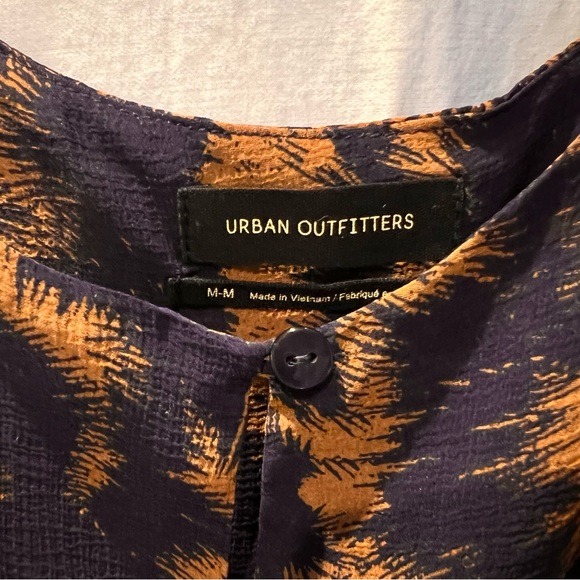 URBAN OUTFITTERS
M-M Made in Vietnam / Fabriqué